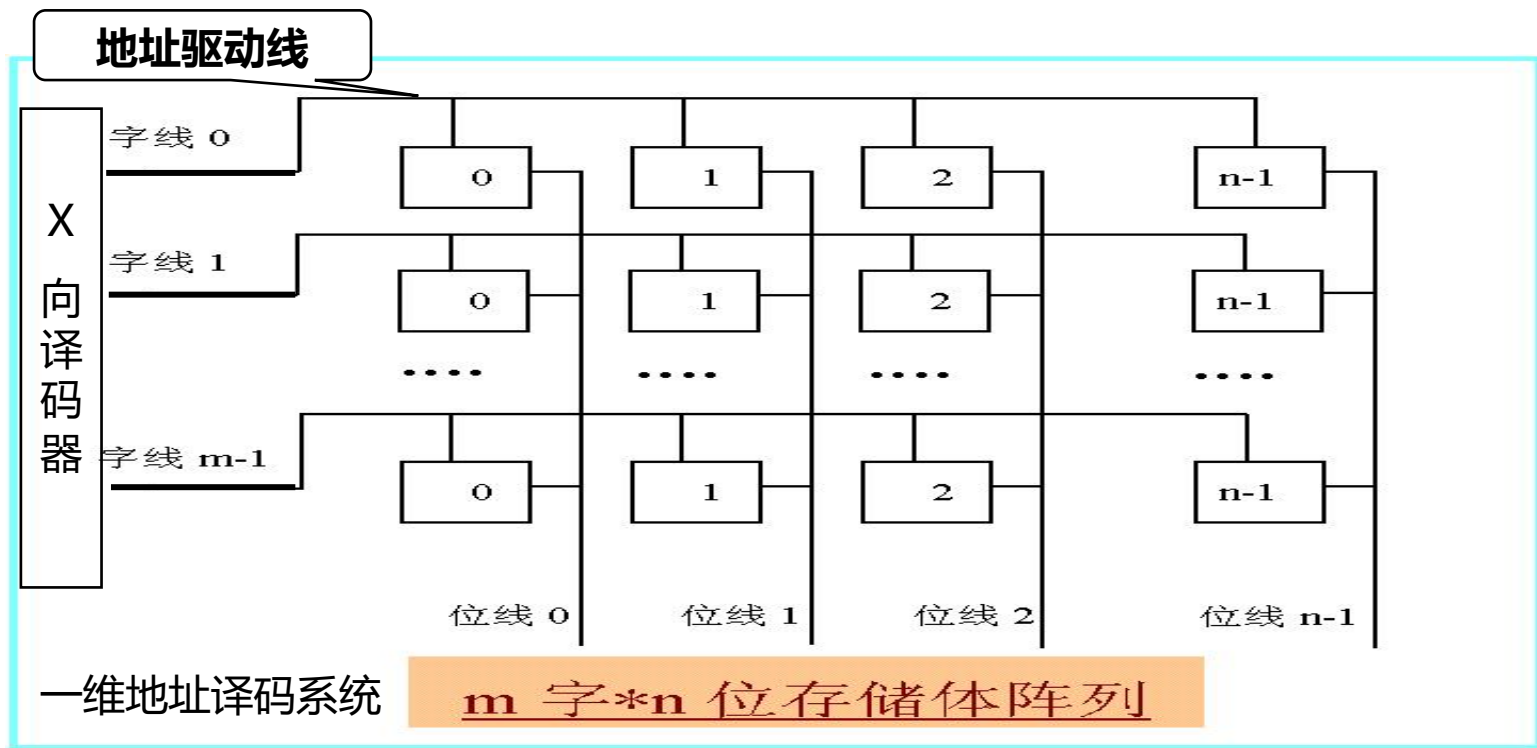 地址驱动线
字线 0
0
1
2
n-1
X
向
译
码
器
字线 1
0
1
2
n-1
••••
••••
••••
••••
字线 m-1
0
1
2
n-1
位线 0
位线 1
位线 2
位线 n-1
一维地址译码系统
m 字*n 位存储体阵列